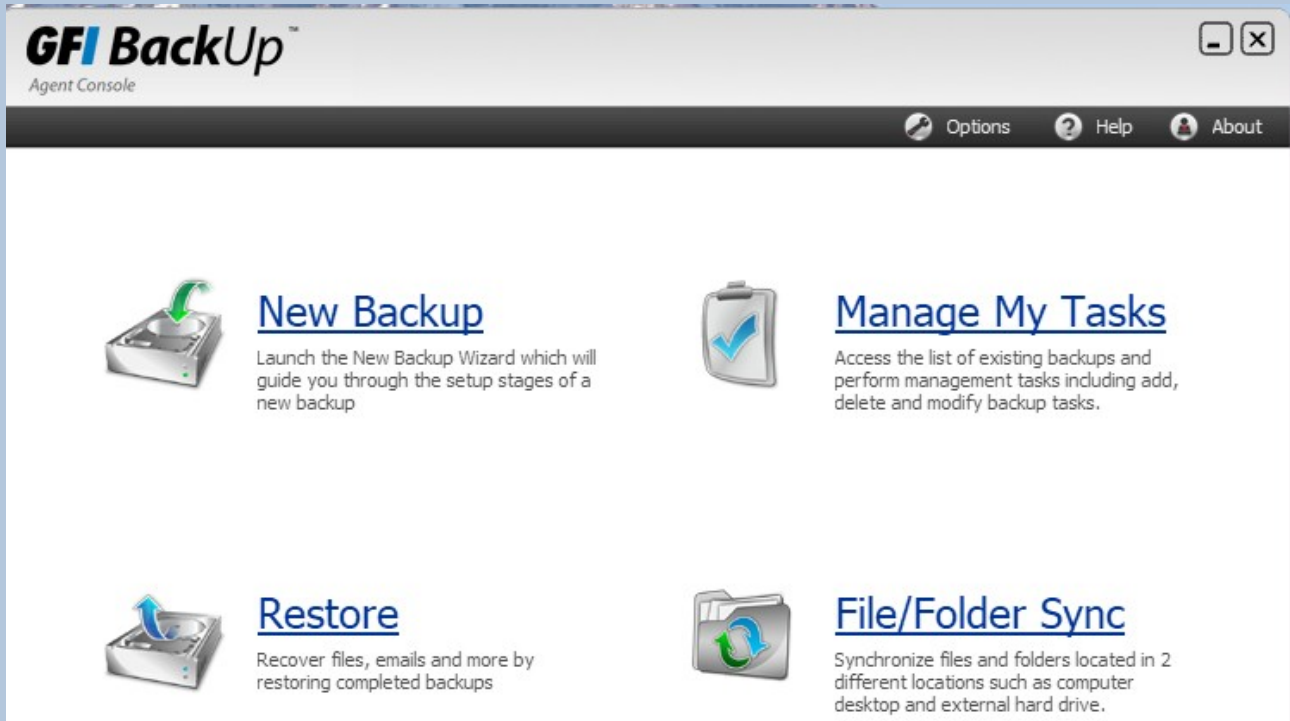 GFI BackUp™
Agent Console
Options
Help
About
New Backup
Launch the New Backup Wizard which will
guide you through the setup stages of a
new backup
Manage My Tasks
Access the list of existing backups and
perform management tasks including add,
delete and modify backup tasks.
Restore
Recover files, emails and more by
restoring completed backups
File/Folder Sync
Synchronize files and folders located in 2
different locations such as computer
desktop and external hard drive.